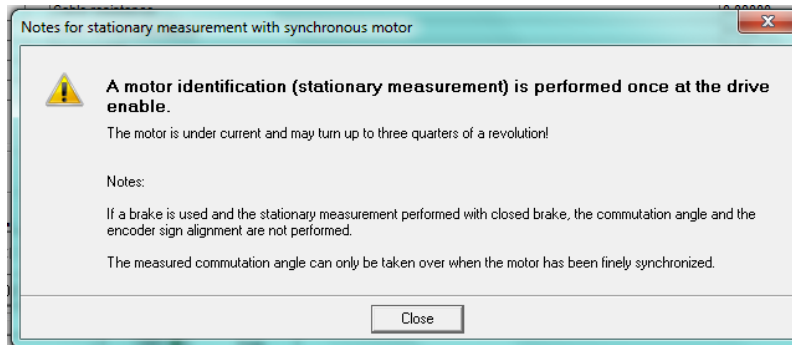 Cable resistance
Notes for stationary measurement with synchronous motor
A motor identification (stationary measurement) is performed once at the drive
enable.
The motor is under current and may turn up to three quarters of a revolution!
Notes:
If a brake is used and the stationary measurement performed with closed brake, the commutation angle and the
encoder sign alignment are not performed.
The measured commutation angle can only be taken over when the motor has been finely synchronized.
Close